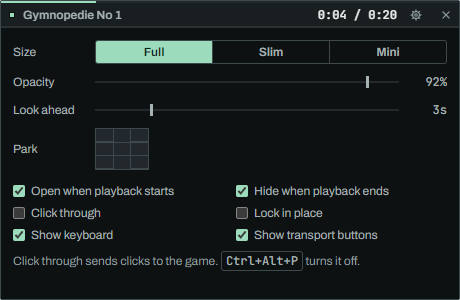 Gymnopedie No 1 0:04 / 0:20
Size Full Slim Mini
Opacity 92%
Look ahead 3s
Park
Open when playback starts Hide when playback ends
Click through Lock in place
Show keyboard Show transport buttons
Click through sends clicks to the game. Ctrl+Alt+P turns it off.